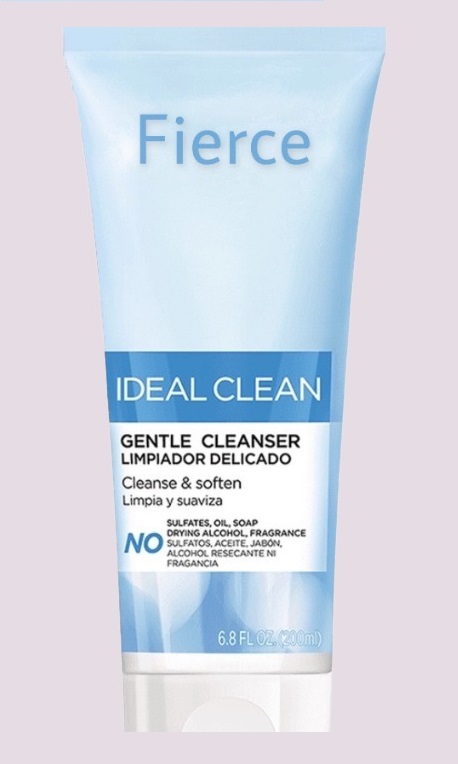 Fierce
IDEAL CLEAN
GENTLE CLEANSER
LIMPIADOR DELICADO
Cleanse & soften
Limpia y suaviza
NO
SULFATES, OIL, SOAP
DRYING ALCOHOL, FRAGRANCE
SULFATOS, ACEITE, JABÓN,
ALCOHOL RESECANTE NI
FRAGANCIA
6.8 FL.OZ. (200ml)